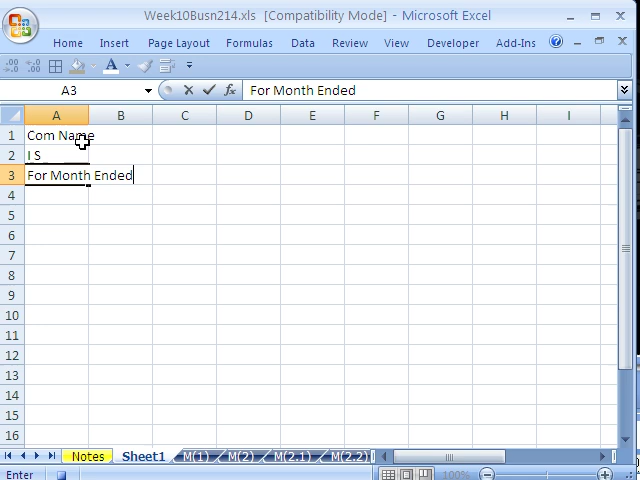 Week10Busn214.xls [Compatibility Mode] - Microsoft Excel
Home Insert Page Layout Formulas Data Review View Developer Add-Ins
A3 For Month Ended
A B C D E F G H I
1 Com Name
2 I S
3 For Month Ended
4
5
6
7
8
9
10
11
12
13
14
15
16
Notes Sheet1 M(1) M(2) M(2.1) M(2.2)
Enter 100%